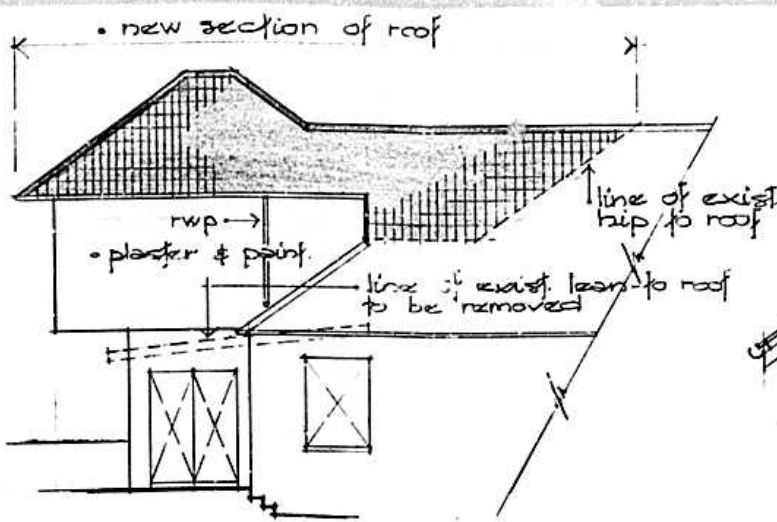 • new section of roof
line of exist
hip to roof
rwp
• plaster & paint.
line of exist. lean-to roof
to be removed